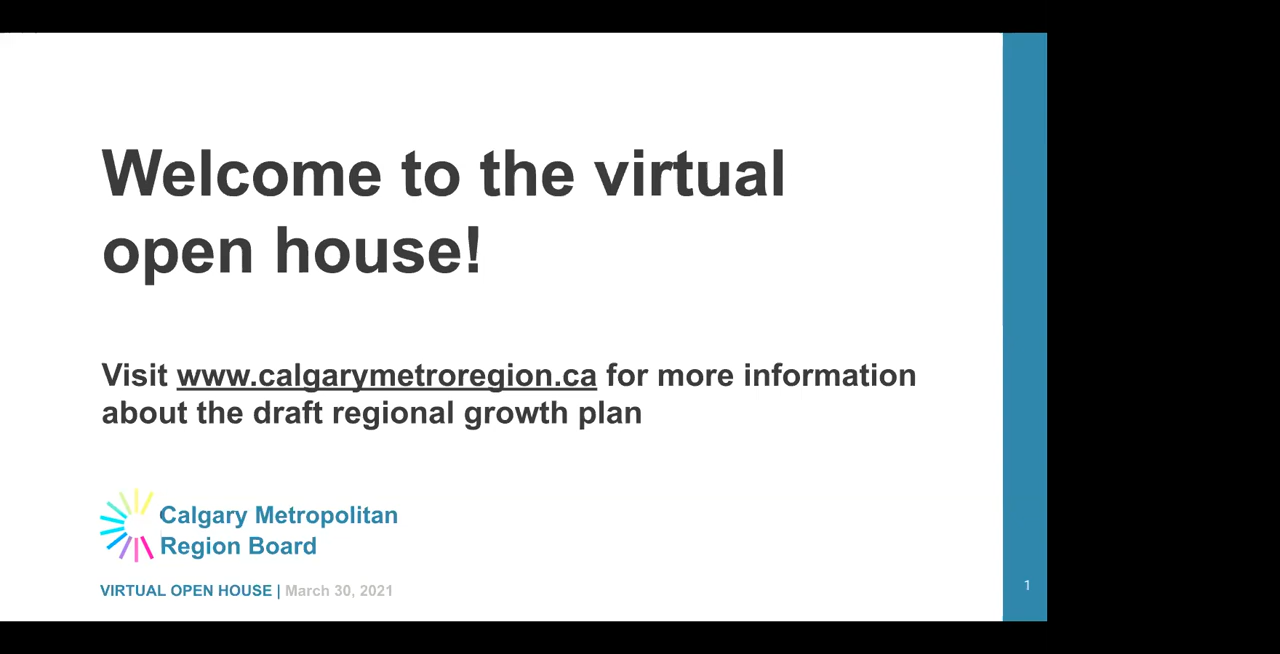 Welcome to the virtual
open house!
Visit www.calgarymetroregion.ca for more information
about the draft regional growth plan
Calgary Metropolitan
Region Board
VIRTUAL OPEN HOUSE | March 30, 2021
1